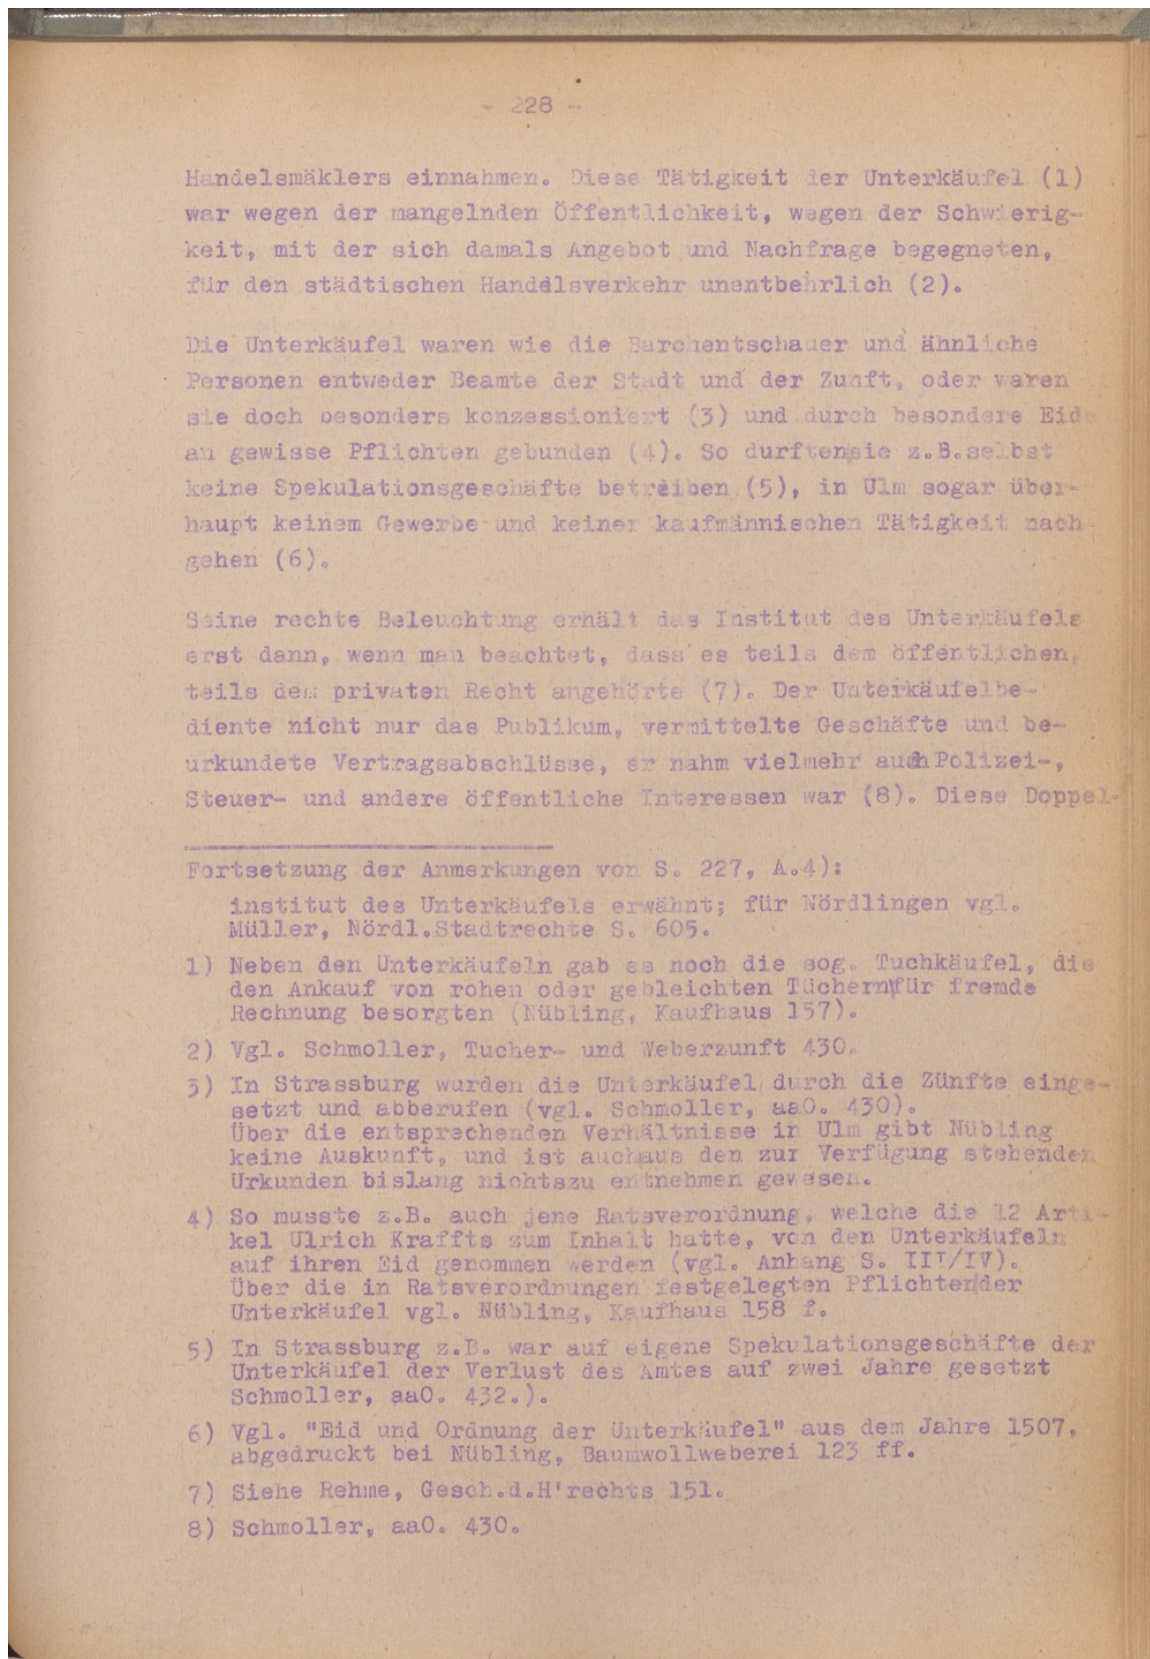 - 228 -
Handelsmäklers einnahmen. Diese Tätigkeit der Unterkäufel (1)
war wegen der mangelnden Öffentlichkeit, wegen der Schwierig-
keit, mit der sich damals Angebot und Nachfrage begegneten,
für den städtischen Handelsverkehr unentbehrlich (2).
Die Unterkäufel waren wie die Barchentschauer und ähnliche
Personen entweder Beamte der Stadt und der Zunft, oder waren
sie doch besonders konzessioniert (3) und durch besondere Eide
an gewisse Pflichten gebunden (4). So durften sie z.B.selbst
keine Spekulationsgeschäfte betreiben (5), in Ulm sogar über-
haupt keinem Gewerbe und keiner kaufmännischen Tätigkeit nach-
gehen (6).
Seine rechte Beleuchtung erhält das Institut des Unterkäufels
erst dann, wenn man beachtet, dass es teils dem öffentlichen,
teils dem privaten Recht angehörte (7). Der Unterkäufelbe-
diente nicht nur das Publikum, vermittelte Geschäfte und be-
urkundete Vertragsabschlüsse, er nahm vielmehr auch Polizei-,
Steuer- und andere öffentliche Interessen war (8). Diese Doppel-
Fortsetzung der Anmerkungen von S. 227, A.4):
institut des Unterkäufels erwähnt; für Nördlingen vgl.
Müller, Nördl.Stadtrechte S. 605.
1) Neben den Unterkäufeln gab es noch die sog. Tuchkäufel, die
den Ankauf von rohen oder gebleichten Tüchern für fremde
Rechnung besorgten (Nübling, Kaufhaus 157).
2) Vgl. Schmoller, Tucher- und Weberzunft 430.
3) In Strassburg wurden die Unterkäufel durch die Zünfte einge-
setzt und abberufen (vgl. Schmoller, aaO. 430).
Über die entsprechenden Verhältnisse in Ulm gibt Nübling
keine Auskunft, und ist auch aus den zur Verfügung stehenden
Urkunden bislang nichtszu entnehmen gewesen.
4) So musste z.B. auch jene Ratsverordnung, welche die 12 Arti-
kel Ulrich Kraffts zum Inhalt hatte, von den Unterkäufeln
auf ihren Eid genommen werden (vgl. Anhang S. III/IV).
Über die in Ratsverordnungen festgelegten Pflichten der
Unterkäufel vgl. Nübling, Kaufhaus 158 f.
5) In Strassburg z.B. war auf eigene Spekulationsgeschäfte der
Unterkäufel der Verlust des Amtes auf zwei Jahre gesetzt
Schmoller, aaO. 432.).
6) Vgl. "Eid und Ordnung der Unterkäufel" aus dem Jahre 1507,
abgedruckt bei Nübling, Baumwollweberei 123 ff.
7) Siehe Rehme, Gesch.d.H'rechts 151.
8) Schmoller, aaO. 430.